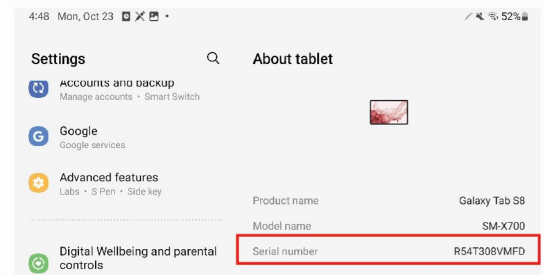 4:48 Mon, Oct 23
52%
Settings
Accounts and backup
Manage accounts • Smart Switch
Google
Google services
Advanced features
Labs • S Pen • Side key
Digital Wellbeing and parental
controls
About tablet
Product name Galaxy Tab S8
Model name SM-X700
Serial number R54T308VMFD